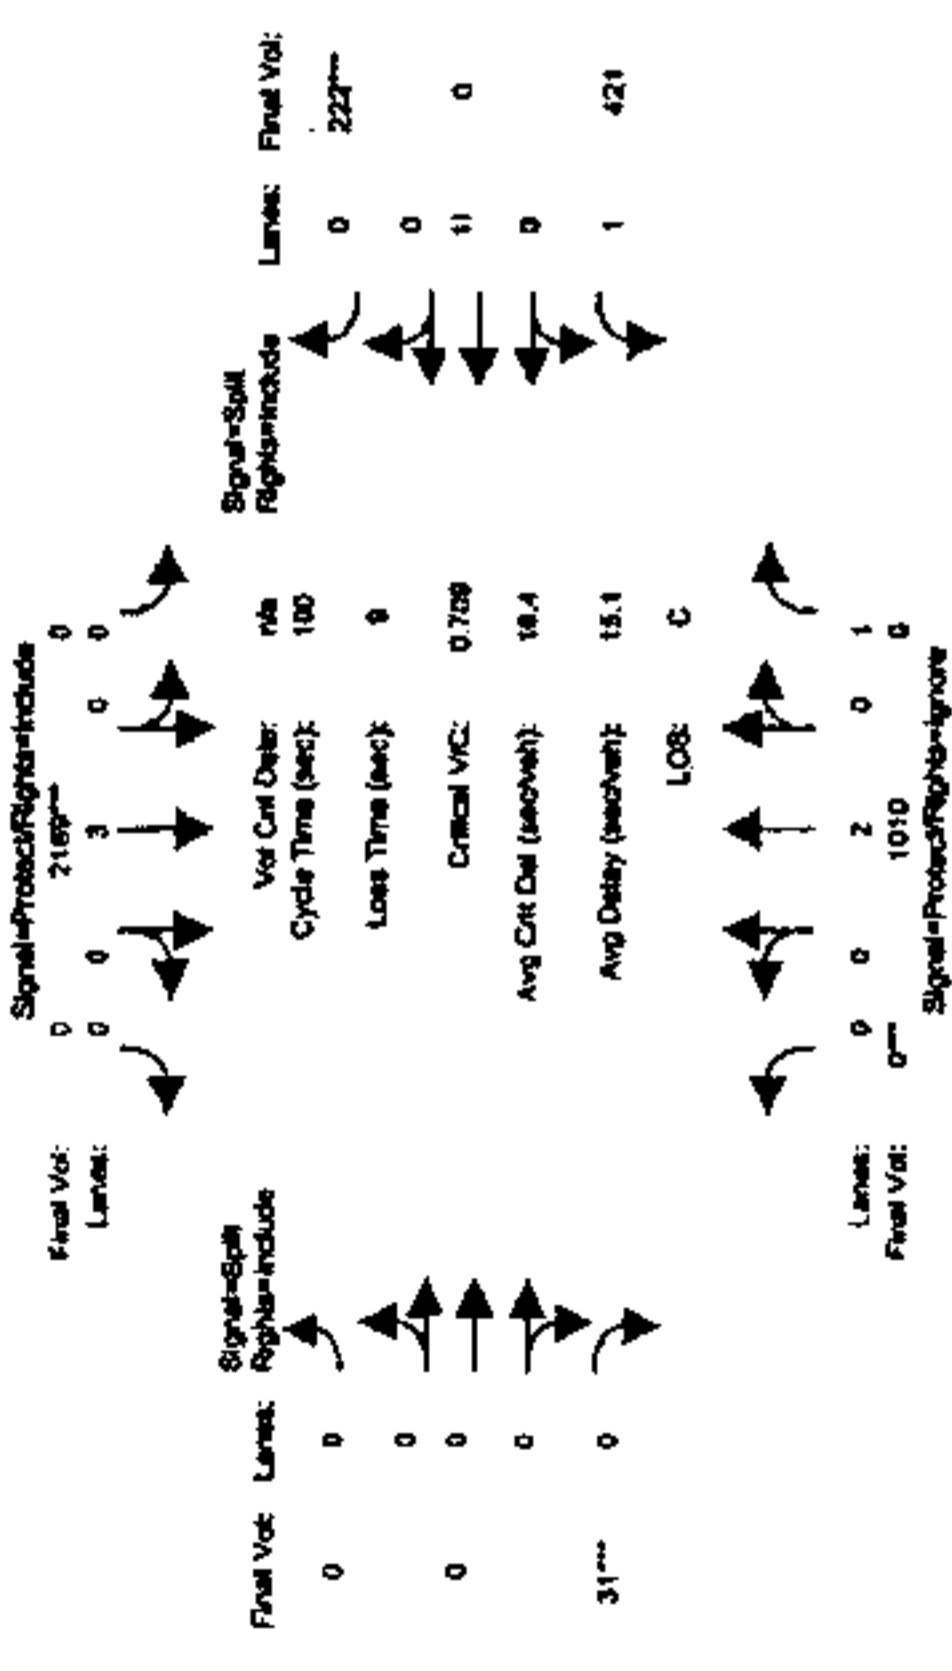 Signal=Protect/Rights=Include
Final Vol: 0 0
Lanes: 0 0 3 0 0
Signal=Split
Rights=Include
Signal=Split
Rights=Include
Final Vol: Lanes:
Lanes: Final Vol:
Vol Cnt Date: n/a
Cycle Time (sec): 100
0 0
0 222***
Loss Time (sec): 9
0
0
0 0
Critical V/C:
0
0
Avg Crit Del (sec/veh):
0
0
31*** 0
Avg Delay (sec/veh): 15.1
1 421
LOS: C
Lanes: 0 0 2 0 1
Final Vol: 0*** 1010 0
Signal=Protect/Rights=Ignore